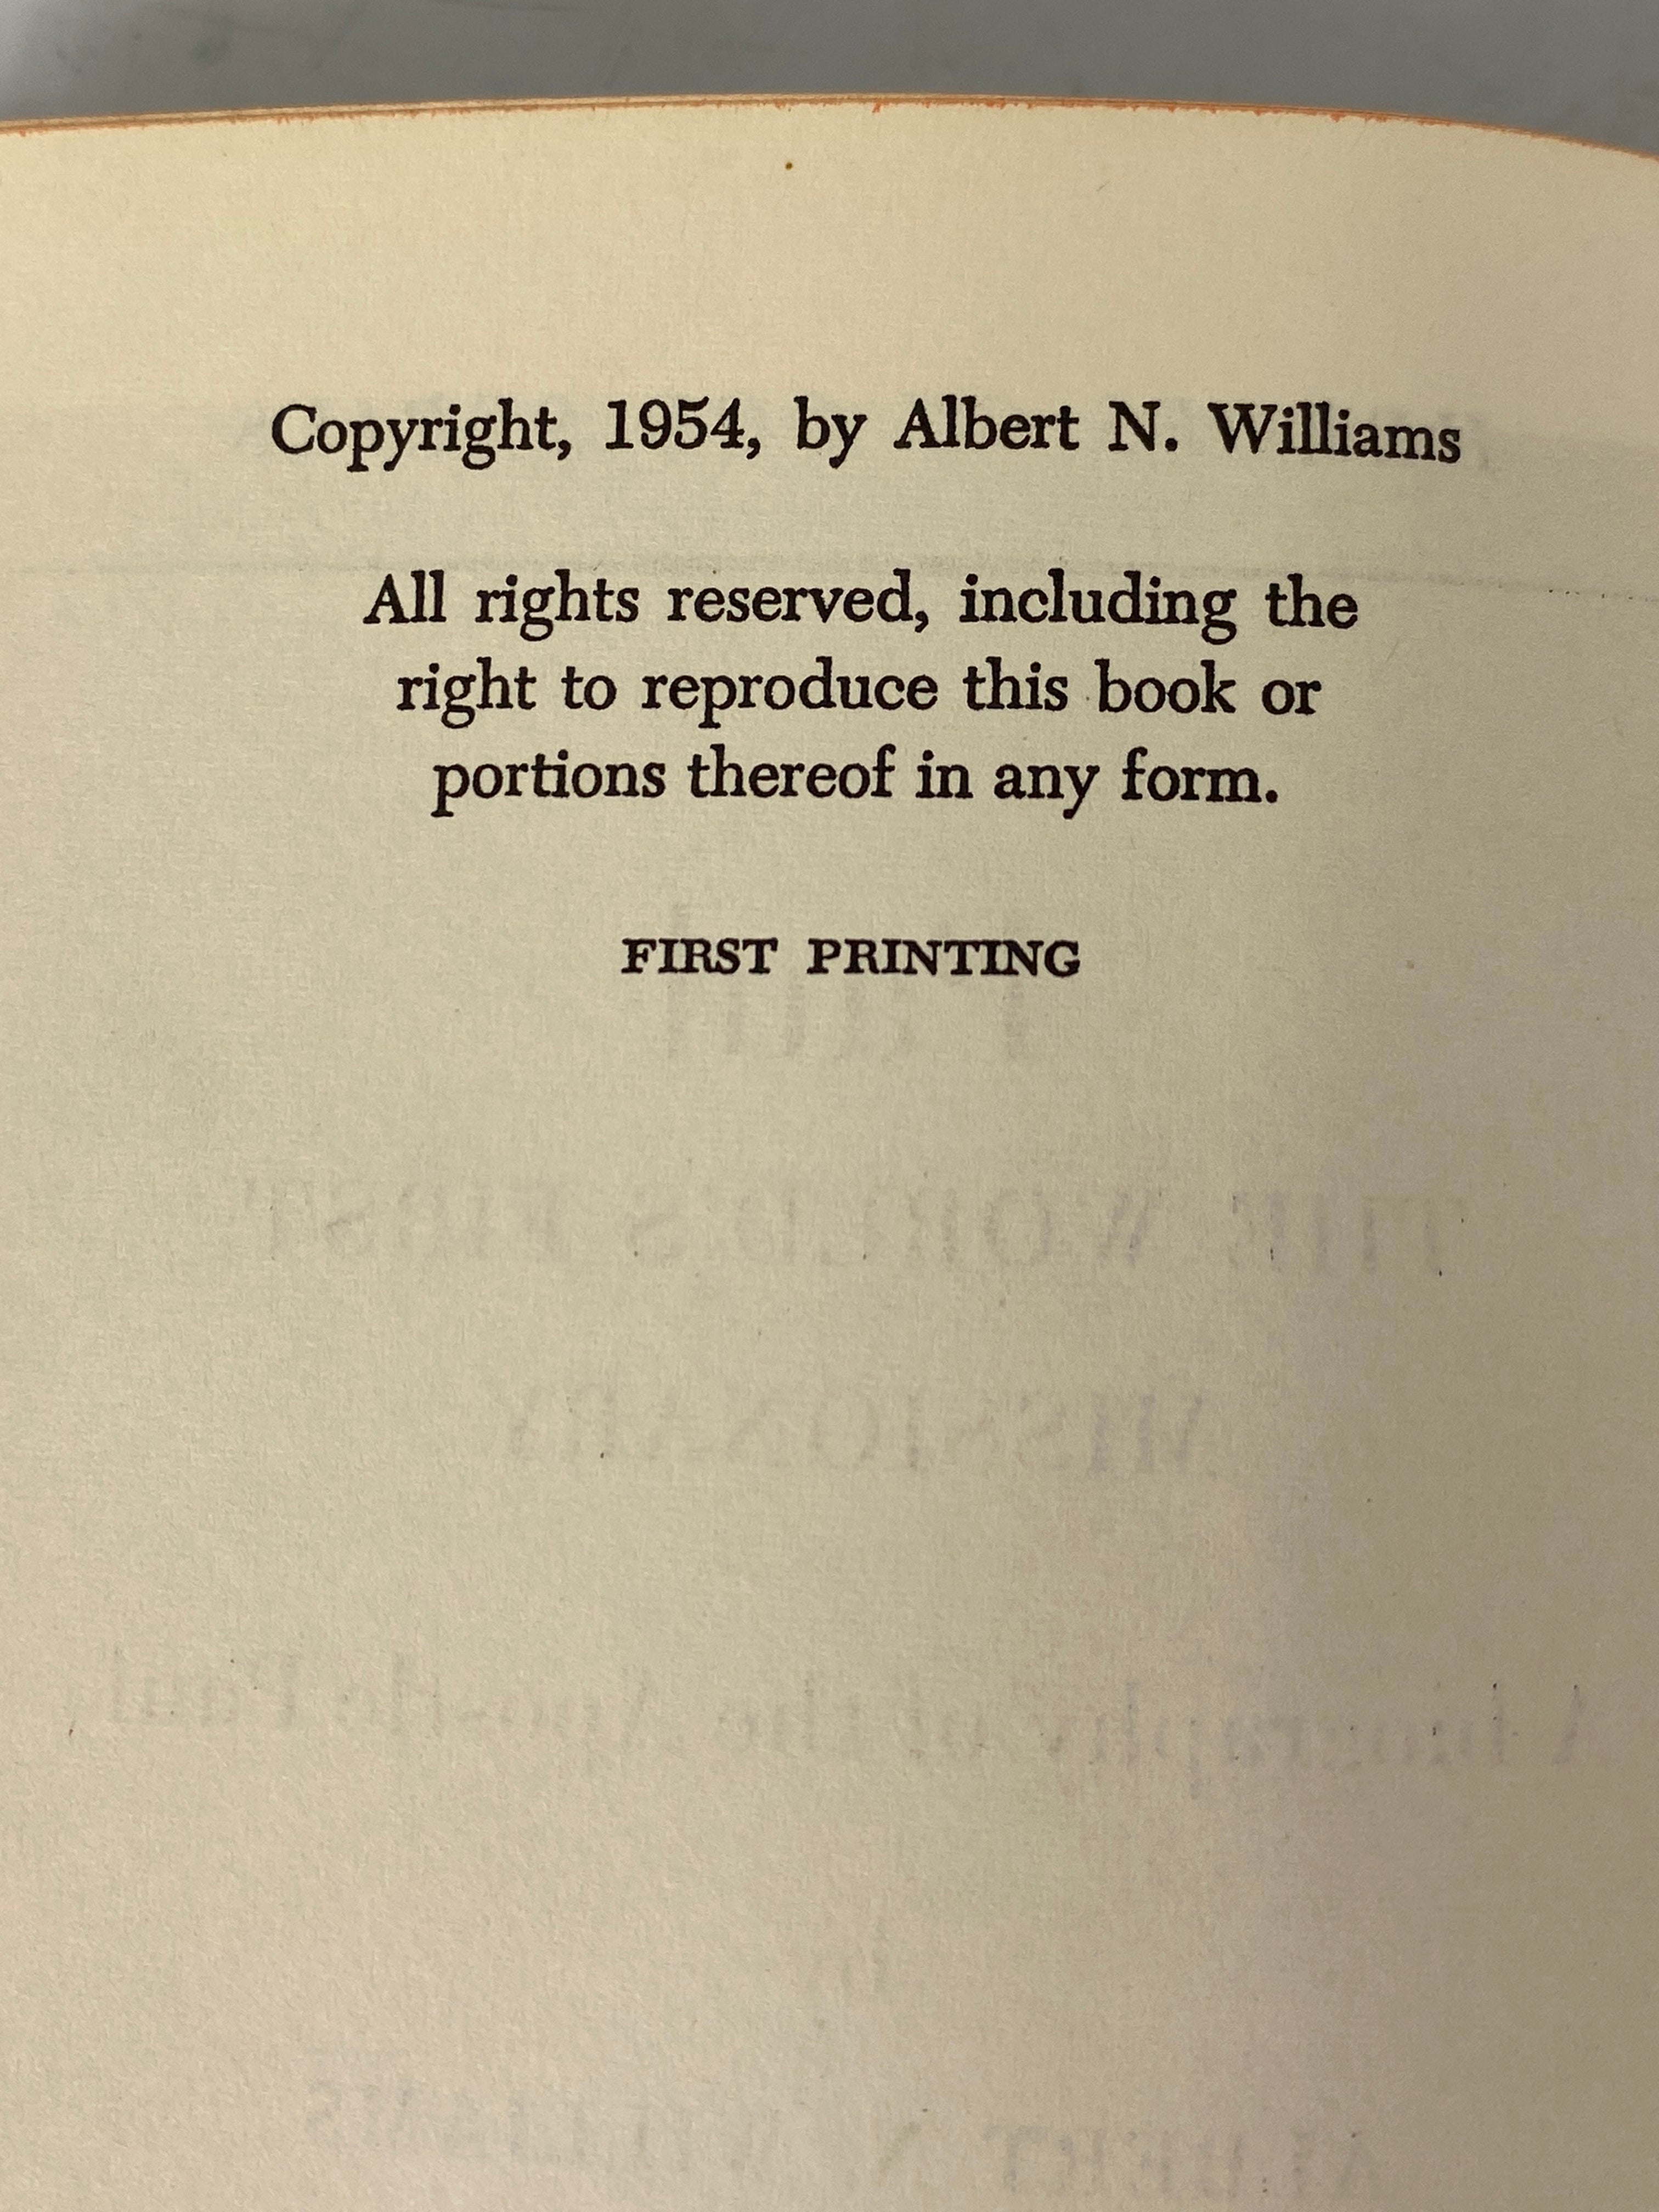 Copyright, 1954, by Albert N. Williams
All rights reserved, including the
right to reproduce this book or
portions thereof in any form.
FIRST PRINTING